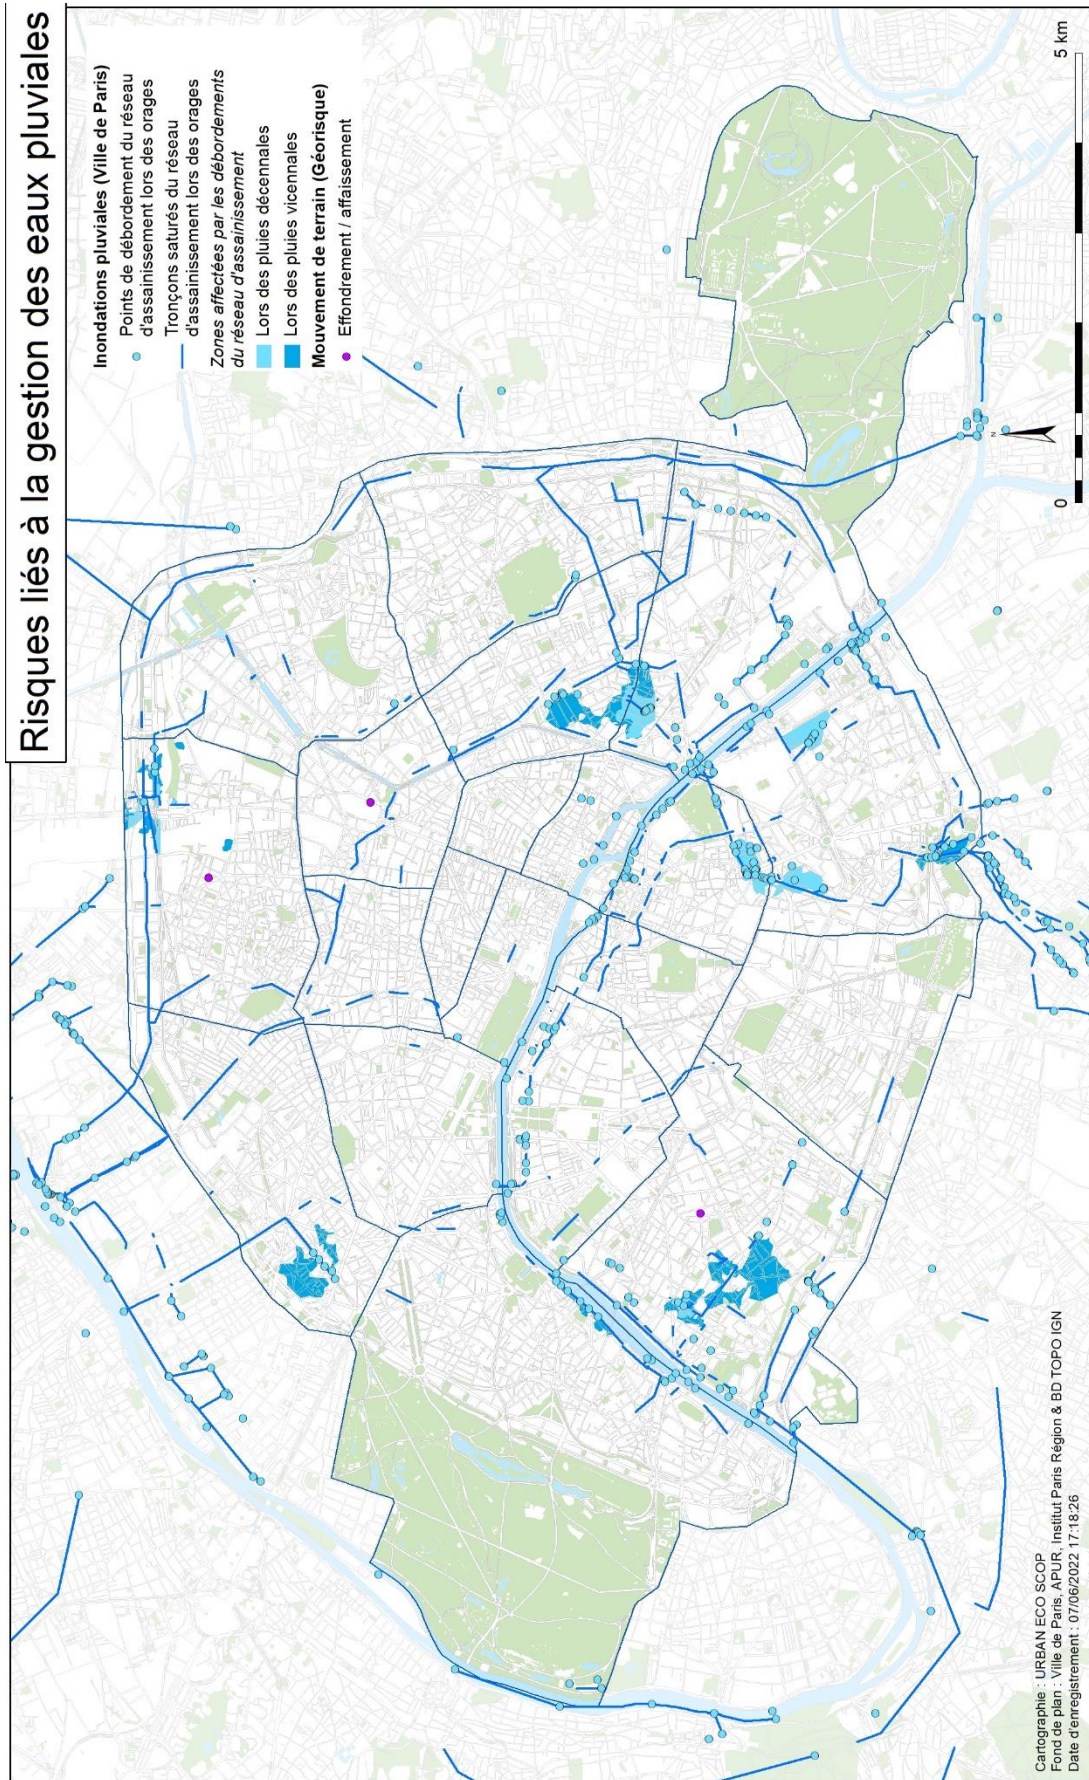 Risques liés à la gestion des eaux pluviales
Inondations pluviales (Ville de Paris)
Points de débordement du réseau
d'assainissement lors des orages
Tronçons saturés du réseau
d'assainissement lors des orages
Zones affectées par les débordements
du réseau d'assainissement
Lors des pluies décennales
Lors des pluies vicennales
Mouvement de terrain (Géorisque)
Effondrement / affaissement
Cartographie : URBAN ECO SCOP
Fond de plan : Ville de Paris, APUR, Institut Paris Région & BD TOPO IGN
Date d'enregistrement : 07/06/2022 17:18:26
N
0
5 km